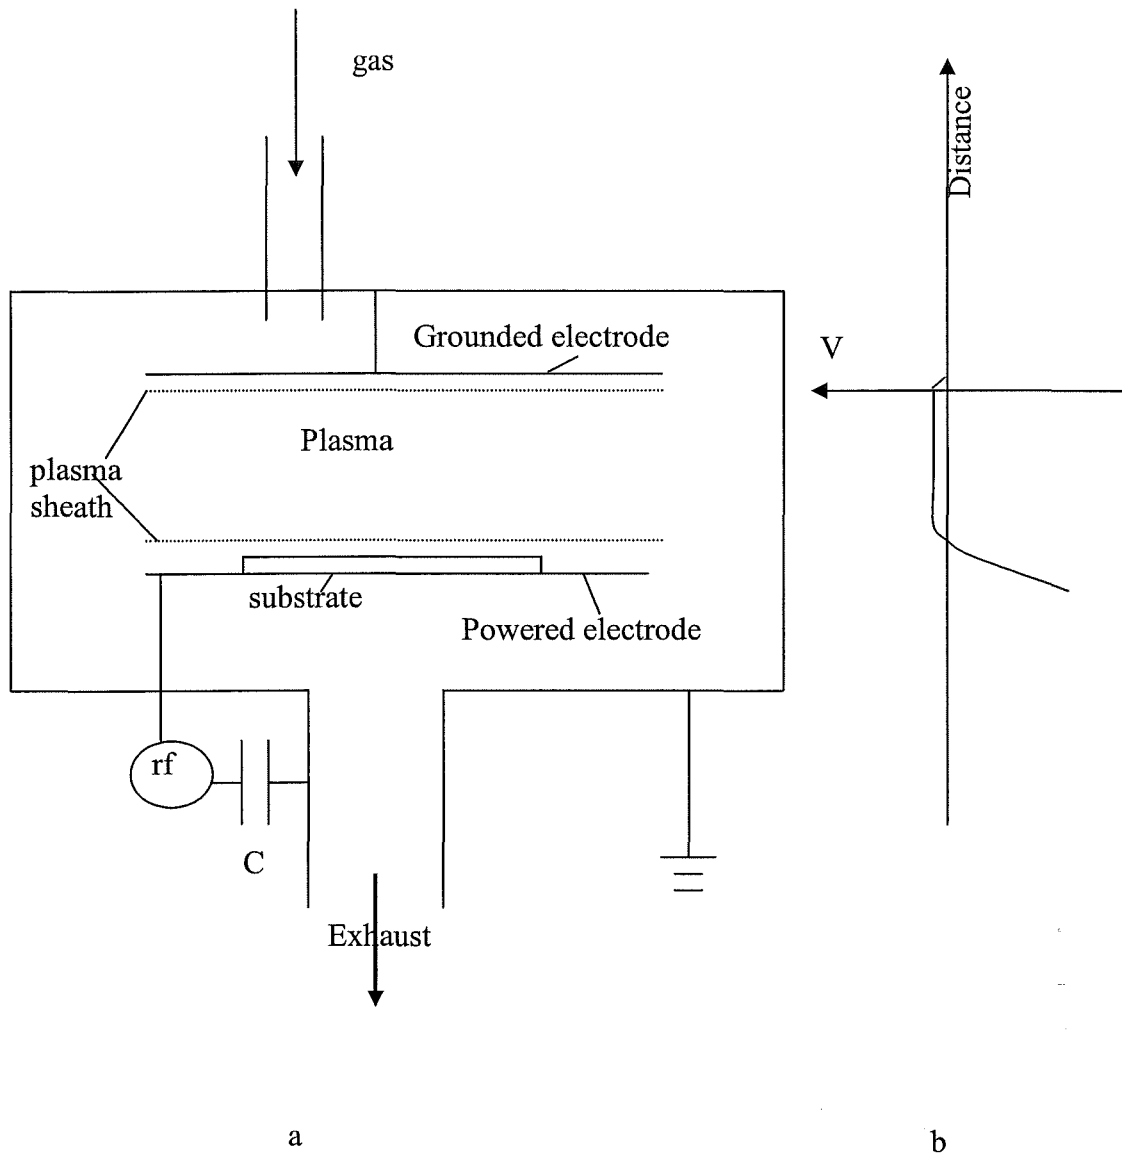 gas
Distance
Grounded electrode
V
Plasma
plasma
sheath
substrate
Powered electrode
rf
C
Exhaust
a
b